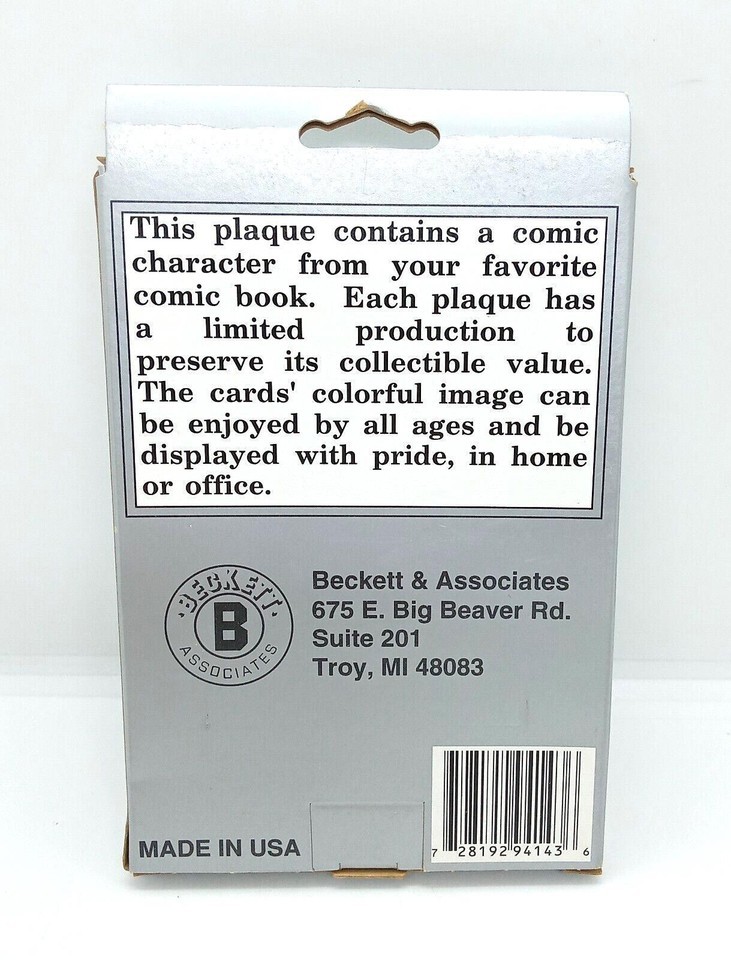 This plaque contains a comic
character from your favorite
comic book. Each plaque has
a limited production to
preserve its collectible value.
The cards' colorful image can
be enjoyed by all ages and be
displayed with pride, in home
or office.
BECKETT
B
ASSOCIATES
Beckett & Associates
675 E. Big Beaver Rd.
Suite 201
Troy, MI 48083
MADE IN USA
7 28192 94143 6